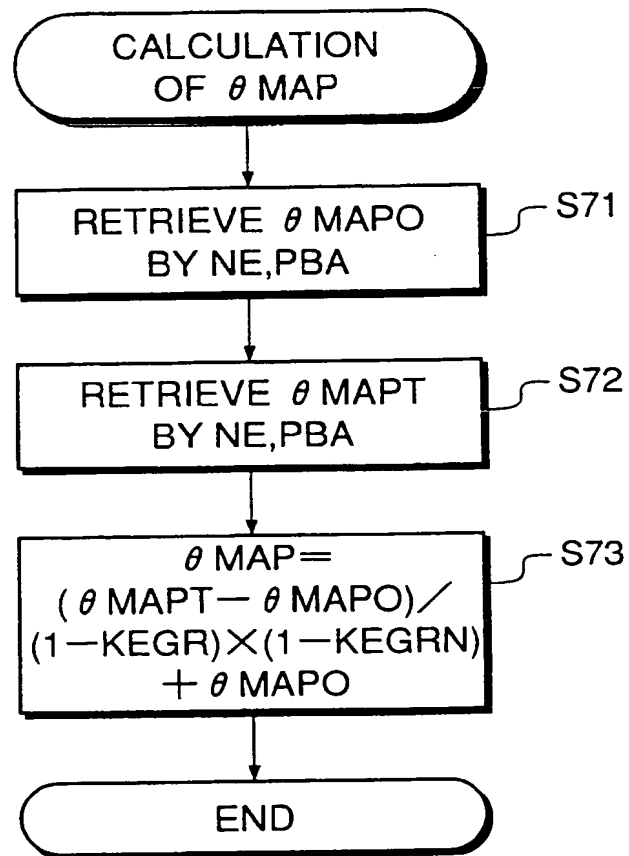 CALCULATION
OF θ MAP
RETRIEVE θ MAPO
BY NE,PBA
S71
RETRIEVE θ MAPT
BY NE,PBA
S72
θ MAP=
(θ MAPT－θ MAPO)／
(1－KEGR)×(1－KEGRN)
＋θ MAPO
S73
END